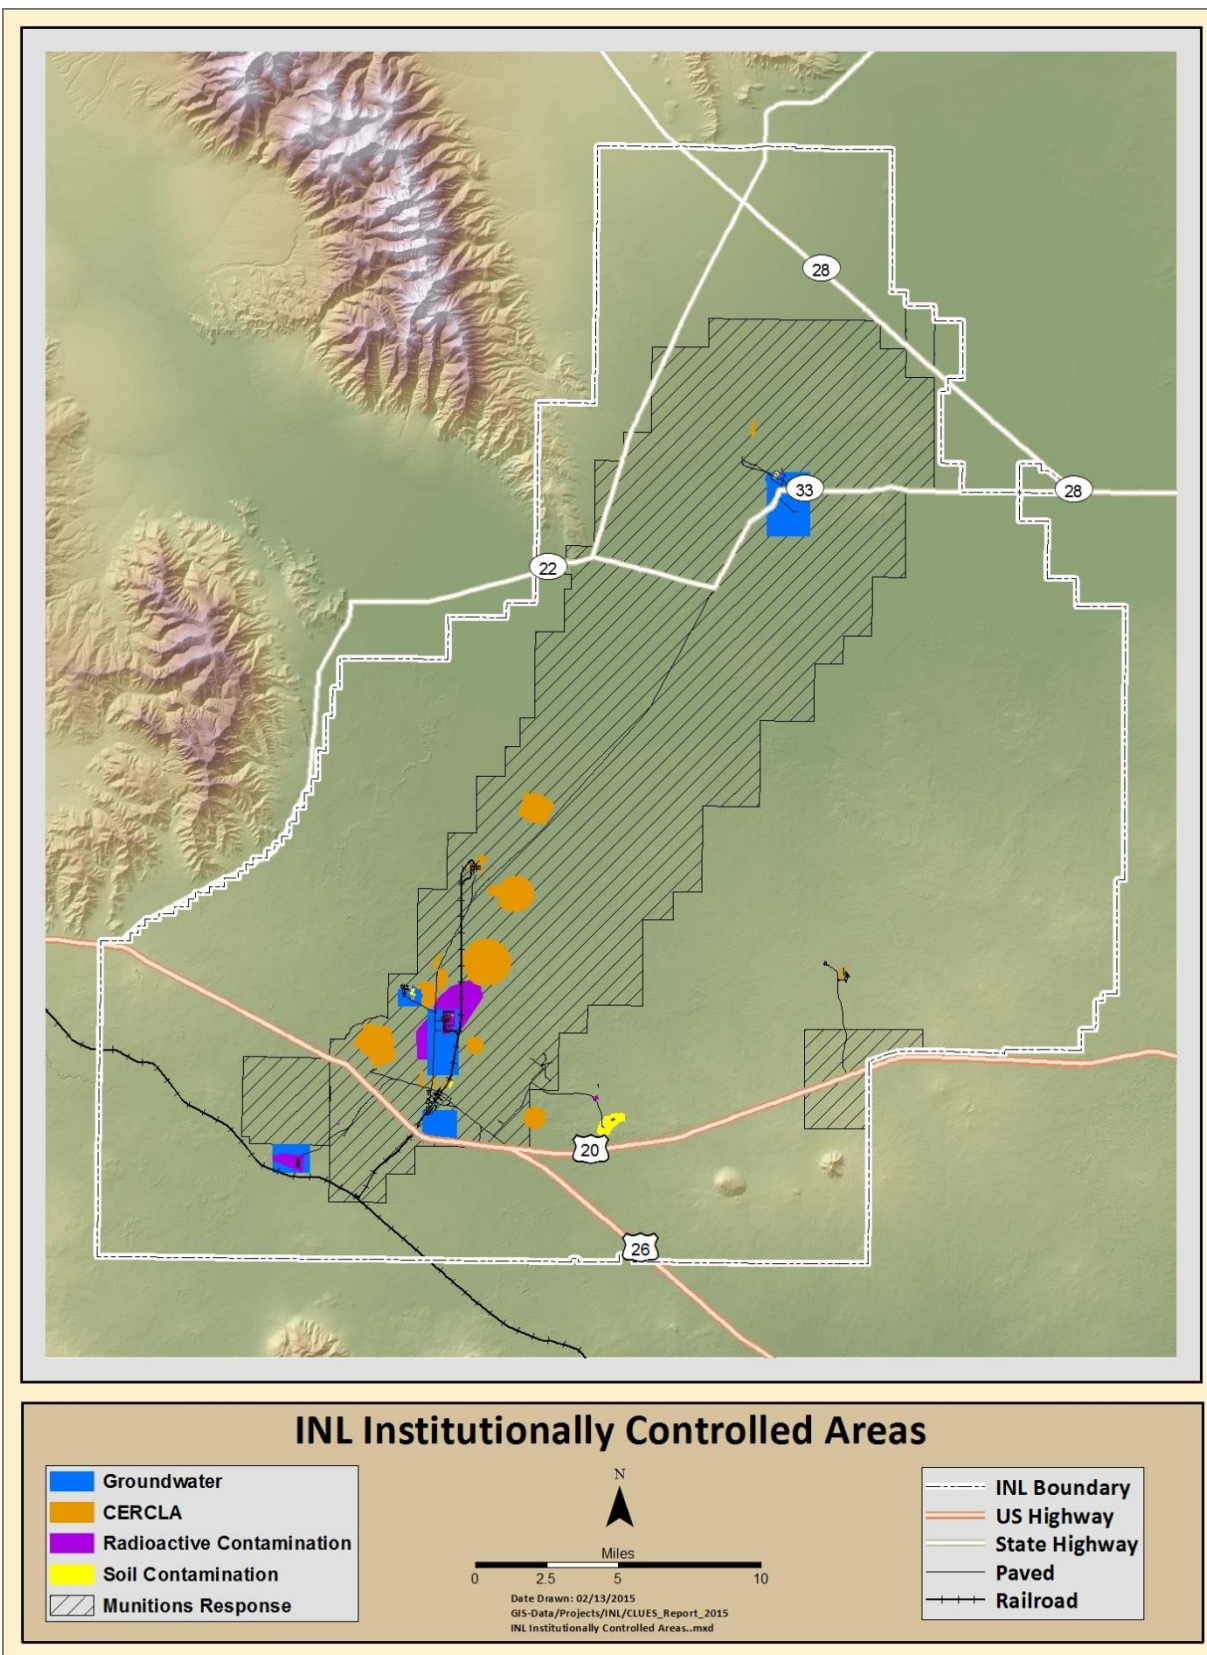 28
33
28
22
20
26
INL Institutionally Controlled Areas
Groundwater
CERCLA
Radioactive Contamination
Soil Contamination
Munitions Response
N
Miles
0 2.5 5 10
Date Drawn: 02/13/2015
GIS-Data/Projects/INL/CLUES_Report_2015
INL Institutionally Controlled Areas..mxd
INL Boundary
US Highway
State Highway
Paved
Railroad